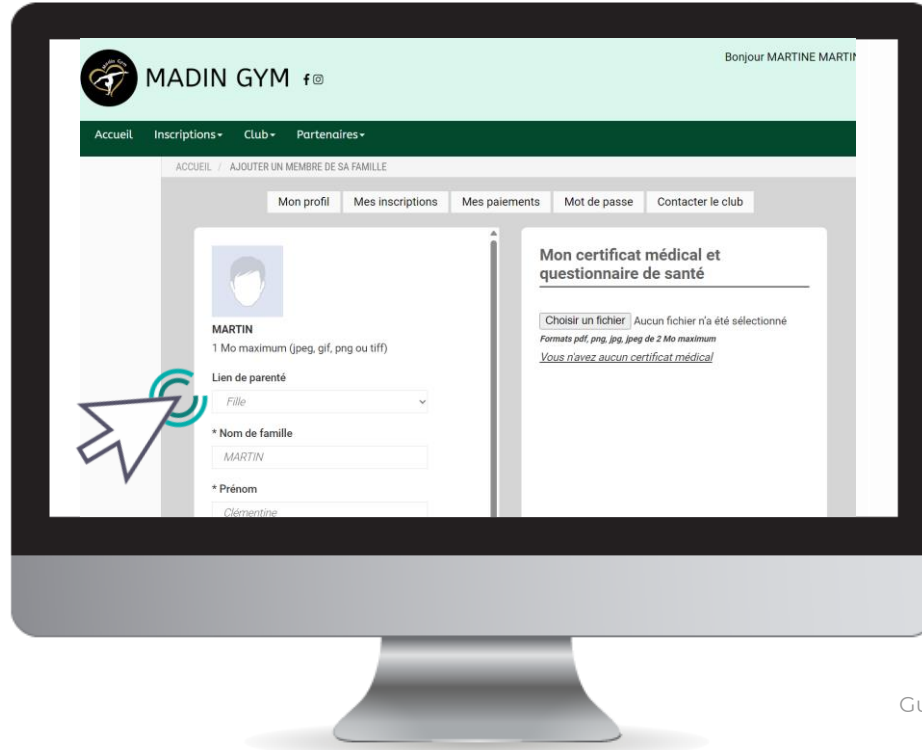 Bonjour MARTINE MARTIN
MADIN GYM
Accueil Inscriptions Club Partenaires
ACCUEIL / AJOUTER UN MEMBRE DE SA FAMILLE
Mon profil Mes inscriptions Mes paiements Mot de passe Contacter le club
MARTIN
1 Mo maximum (jpeg, gif, png ou tiff)
Lien de parenté
Fille
* Nom de famille
MARTIN
* Prénom
Clémentine
Mon certificat médical et
questionnaire de santé
Choisir un fichier Aucun fichier n'a été sélectionné
Formats pdf, png, jpg, jpeg de 2 Mo maximum
Vous n'avez aucun certificat médical